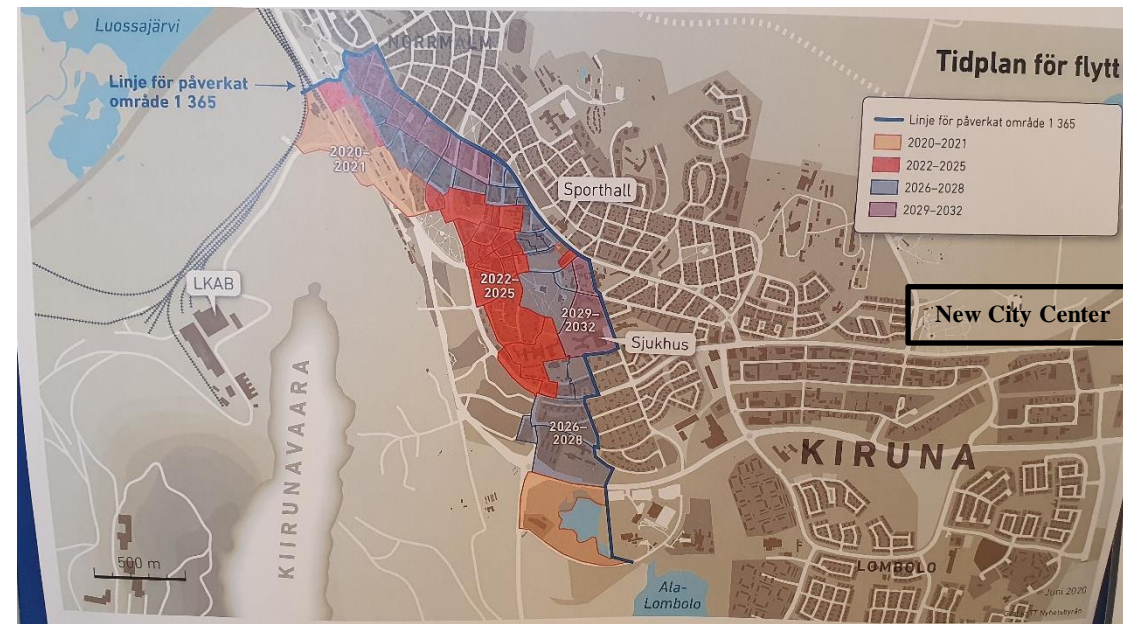 Luossajärvi
NORRMALM
Linje för påverkat
område 1 365
Tidplan för flytt
Linje för påverkat område 1 365
2020–2021
2022–2025
2026–2028
2029–2032
2020–
2021
Sporthall
LKAB
2022–
2025
2029–
2032
New City Center
Sjukhus
KIIRUNAVAARA
2026–
2028
KIRUNA
500 m
LOMBOLO
Ala-
Lombolo
Juni 2020
Nyhetsbyrån